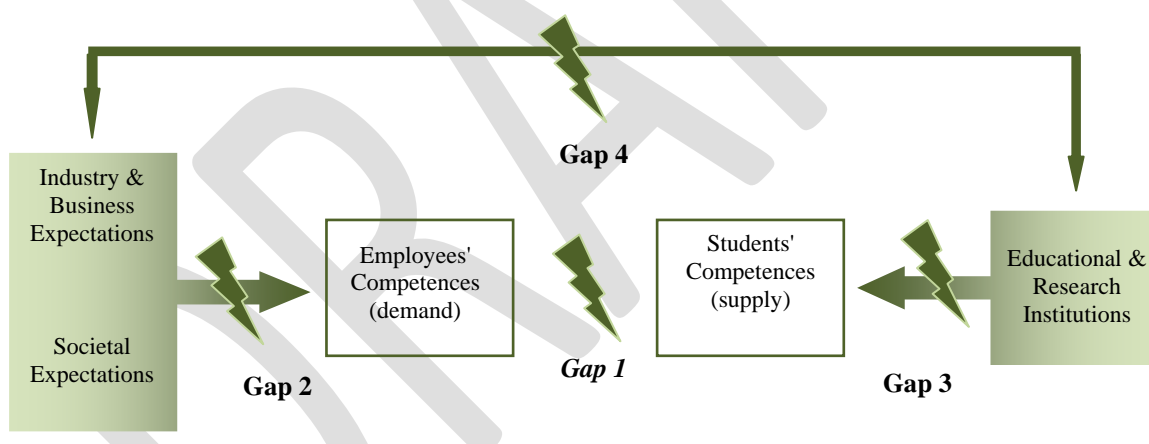 Gap 4
Industry &
Business
Expectations
Societal
Expectations
Gap 2
Employees'
Competences
(demand)
Gap 1
Students'
Competences
(supply)
Gap 3
Educational &
Research
Institutions
DRAFT